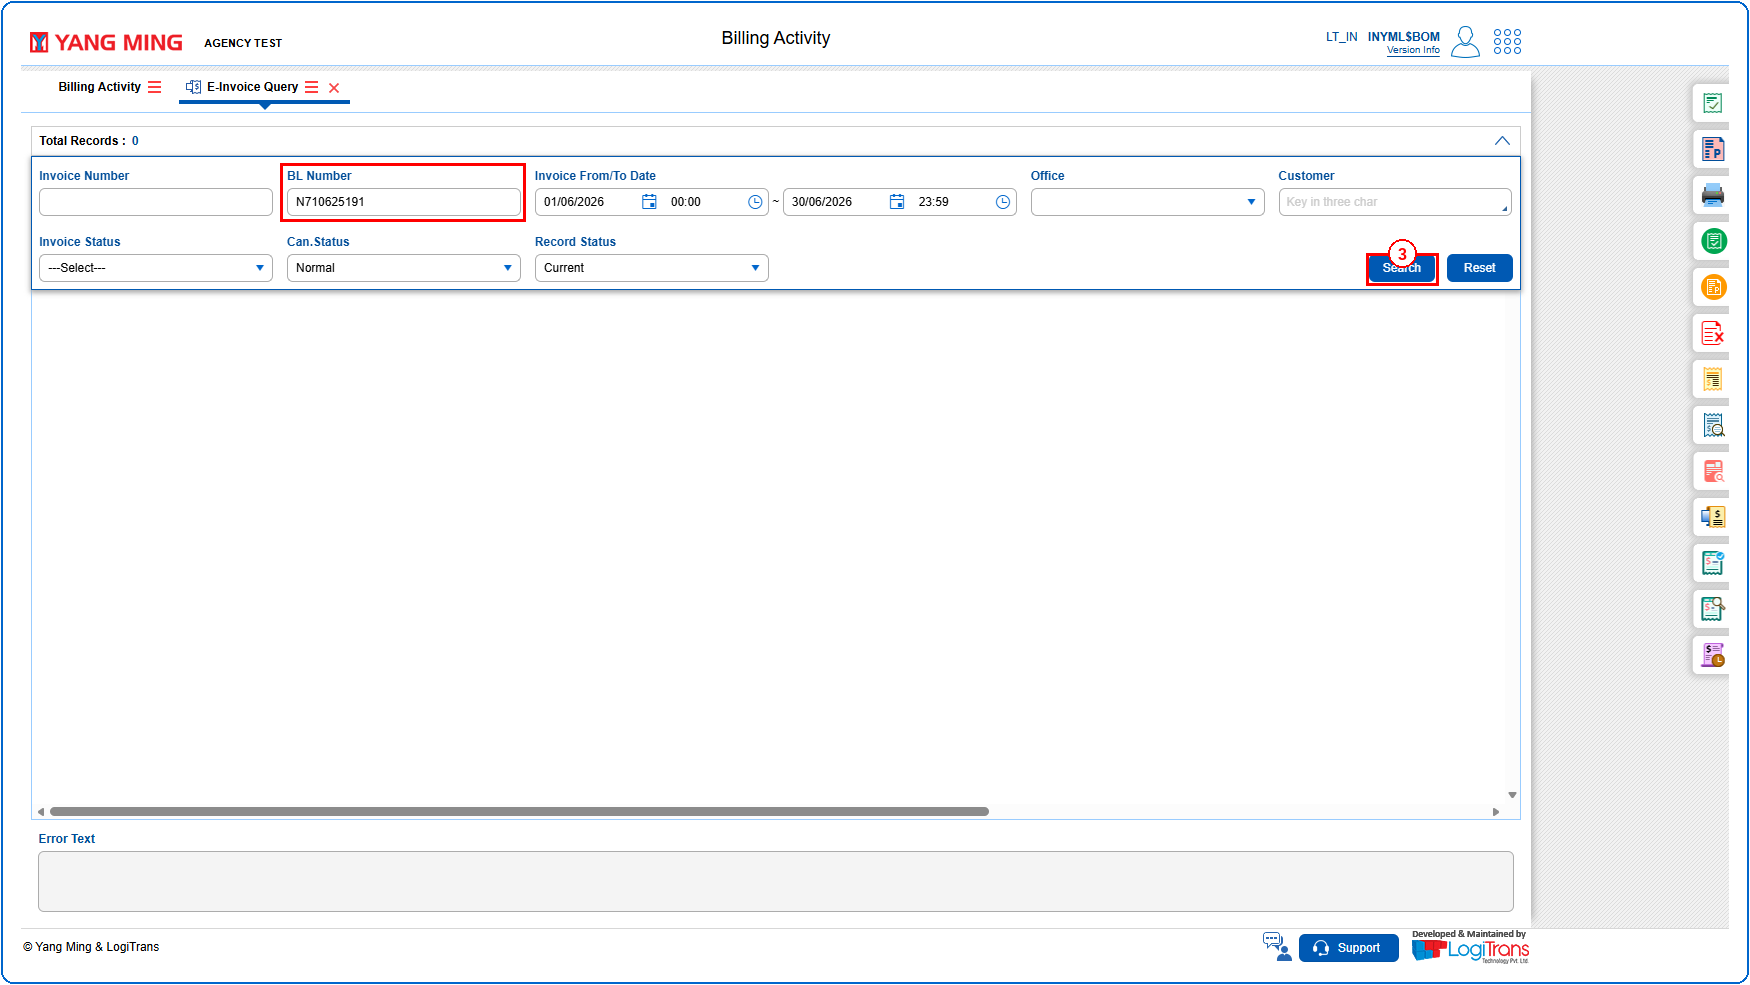 YANG MING AGENCY TEST
Billing Activity
LT_IN INYML$BOM
Version Info
Billing Activity
E-Invoice Query
Total Records : 0
Invoice Number BL Number Invoice From/To Date Office Customer
N710625191 01/06/2026 00:00 ~ 30/06/2026 23:59 Key in three char
Invoice Status Can.Status Record Status
3
---Select--- Normal Current Search Reset
Error Text
© Yang Ming & LogiTrans
Support
Developed & Maintained by
LogiTrans
Technology Pvt. Ltd.